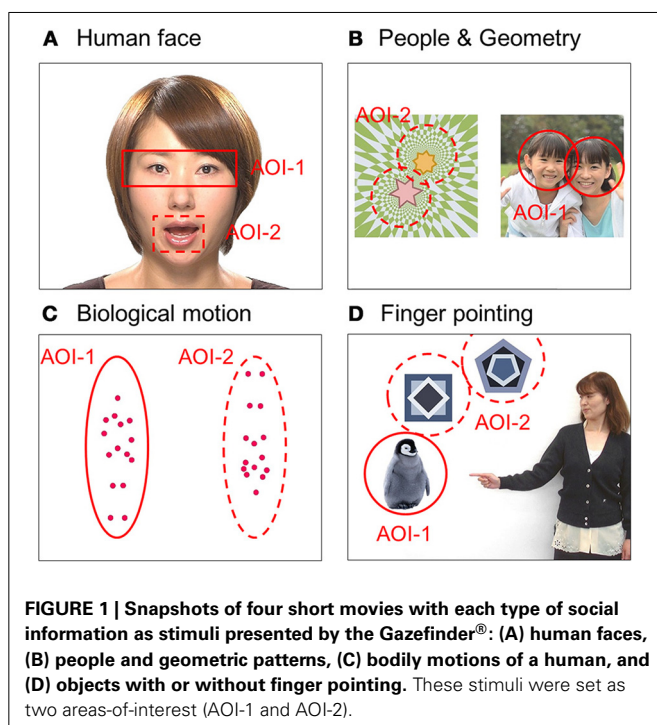 A Human face
B People & Geometry
AOI-1
AOI-2
AOI-2
AOI-1
C Biological motion
D Finger pointing
AOI-1
AOI-2
AOI-2
AOI-1
FIGURE 1 | Snapshots of four short movies with each type of social
information as stimuli presented by the Gazefinder®: (A) human faces,
(B) people and geometric patterns, (C) bodily motions of a human, and
(D) objects with or without finger pointing. These stimuli were set as
two areas-of-interest (AOI-1 and AOI-2).